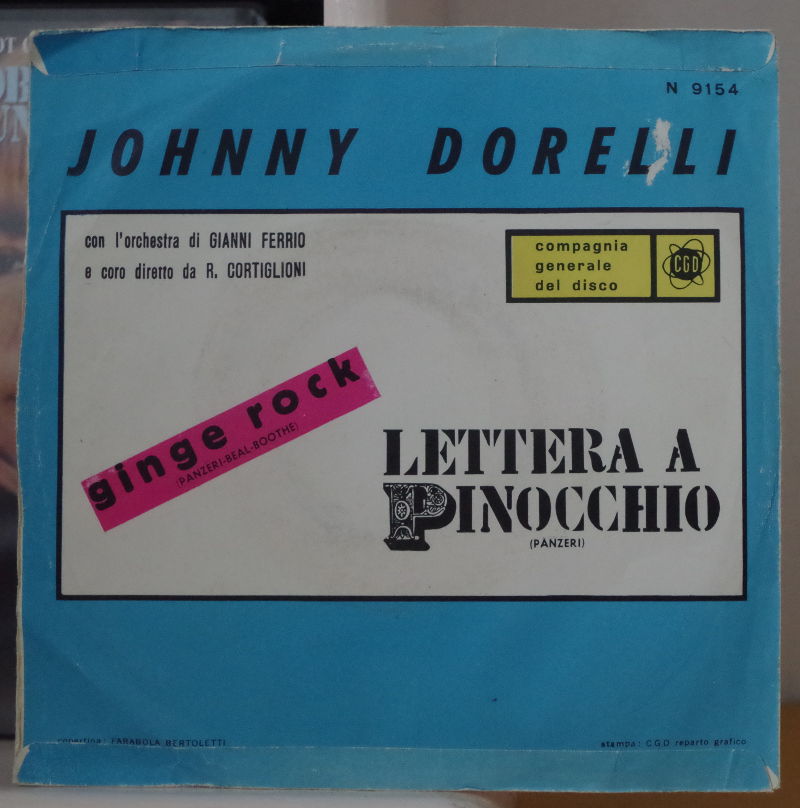 N 9154
JOHNNY DORELLI
con l'orchestra di GIANNI FERRIO
e coro diretto da R. CORTIGLIONI
compagnia
generale
del disco
CGD
ginge rock
(PANZERI-BEAL-BOOTHE)
LETTERA A
PINOCCHIO
(PANZERI)
copertina: FARABOLA BERTOLETTI
stampa: CGD reparto grafico